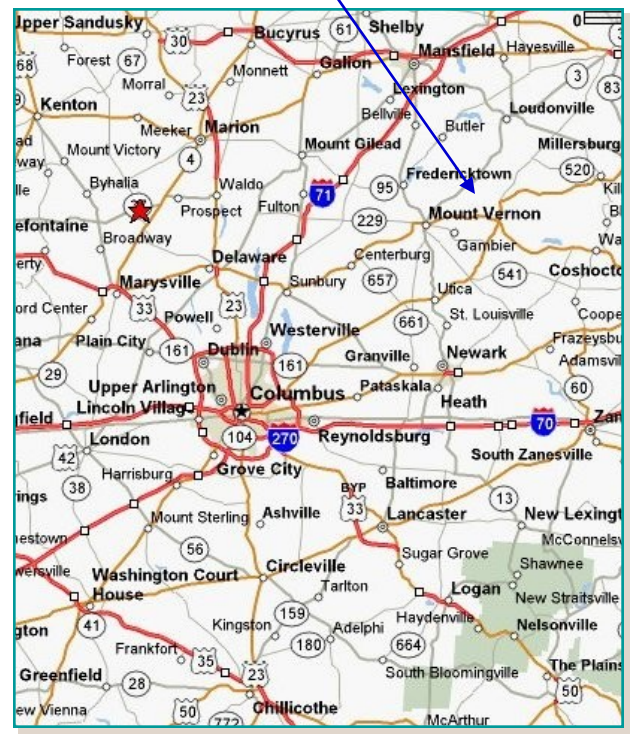 Upper Sandusky
61
Shelby
0
30
Bucyrus
Mansfield
Hayesville
68
Forest
67
Monnett
Galion
3
Morral
Lexington
83
Kenton
23
Bellville
Loudonville
Meeker
Marion
Butler
Mount Victory
4
Mount Gilead
Millersburg
Byhalia
Waldo
71
95
Fredericktown
520
Prospect
Fulton
229
Mount Vernon
Broadway
Gambier
Delaware
Centerburg
541
Marysville
Sunbury
657
33
23
Utica
Powell
661
St. Louisville
Plain City
Westerville
161
Dublin
161
Granville
Newark
29
Upper Arlington
Columbus
Pataskala
60
Lincoln Villag
Heath
70
London
104
270
Reynoldsburg
42
Grove City
South Zanesville
38
Harrisburg
BYP
Baltimore
33
13
Mount Sterling
Ashville
Lancaster
New Lexingt
56
Sugar Grove
Shawnee
Washington Court
House
Circleville
Tarlton
Logan
New Straitsville
41
159
Kingston
180
Adelphi
Haydenville
Nelsonville
Frankfort
35
664
Greenfield
23
South Bloomingville
The Plains
28
50
50
Chillicothe
772
McArthur